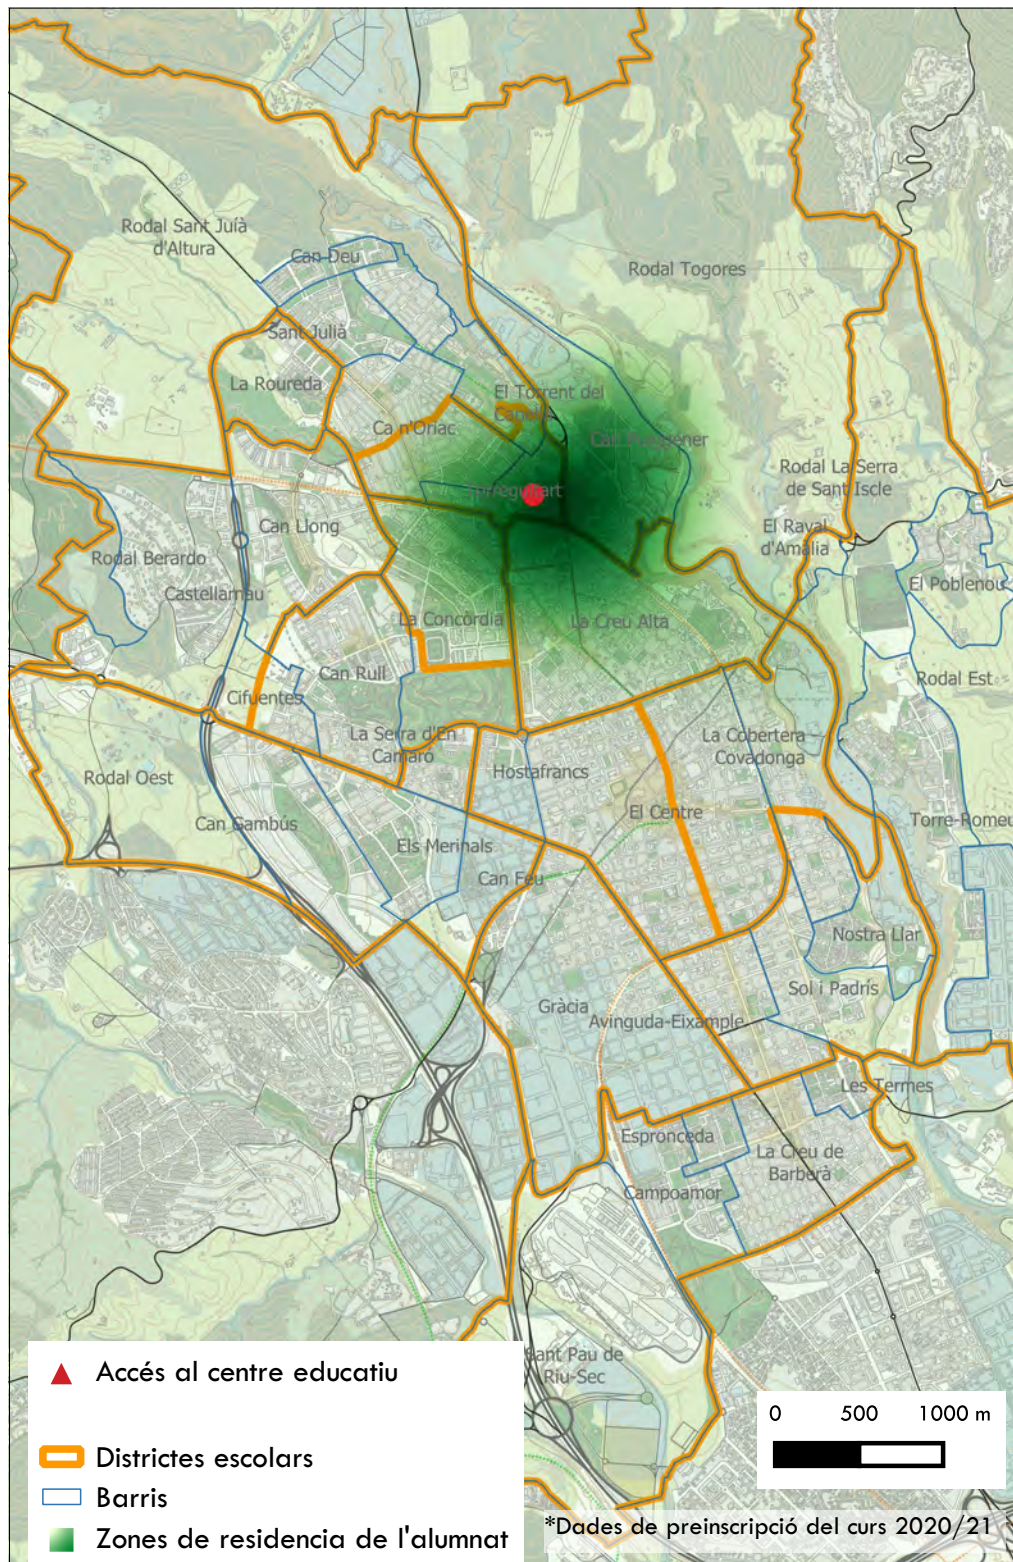 Rodal Sant Juíà
d'Altura
Can Deu
Rodal Togores
Sant Julià
La Roureda
El Torrent del
Capellà
Ca n'Oriac
Can Puiggener
Torreguitart
Rodal La Serra
de Sant Iscle
Can Llong
El Raval
d'Amàlia
Rodal Berardo
El Poblenou
Castellarnau
La Concòrdia
La Creu Alta
Can Rull
Rodal Est
Cifuentes
La Serra d'En
Camaró
La Cobertera
Covadonga
Hostafrancs
Rodal Oest
El Centre
Can Gambús
Torre-Romeu
Els Merinals
Can Feu
Nostra Llar
Sol i Padrís
Gràcia
Avinguda-Eixample
Les Termes
Espronceda
La Creu de
Barberà
Campoamor
Sant Pau de
Riu-Sec
Accés al centre educatiu
Districtes escolars
Barris
Zones de residencia de l'alumnat
0 500 1000 m
*Dades de preinscripció del curs 2020/21